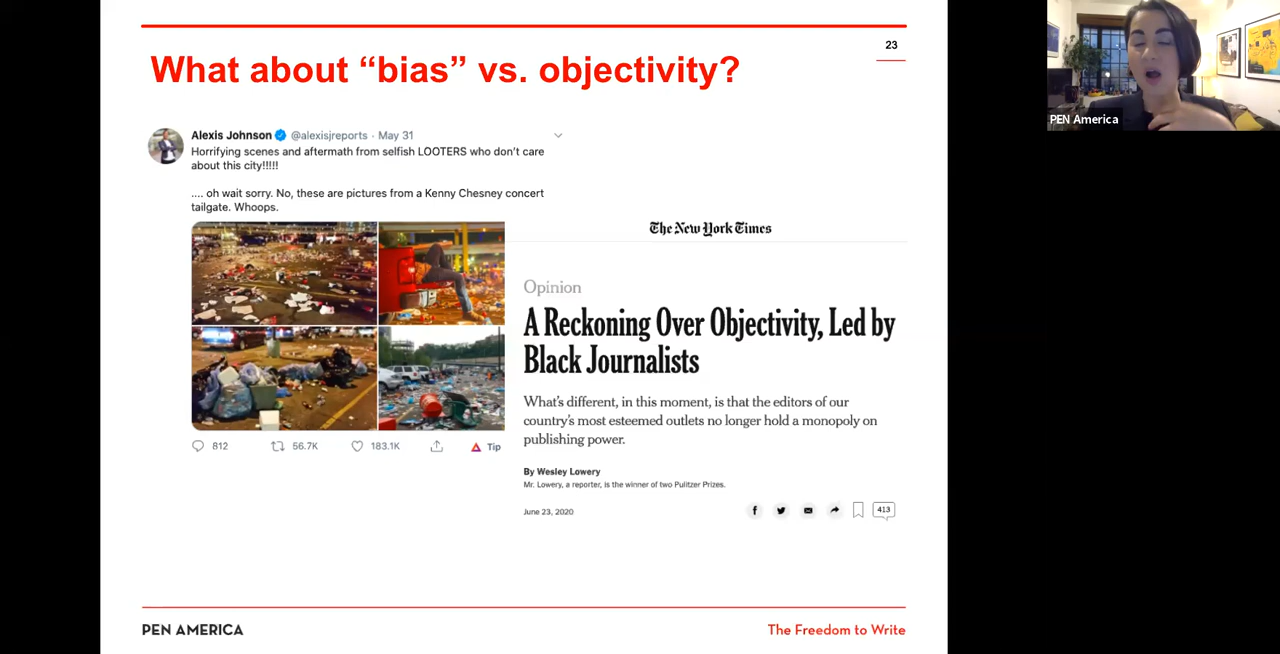 23
What about “bias” vs. objectivity?
Alexis Johnson @alexisjreports · May 31
Horrifying scenes and aftermath from selfish LOOTERS who don't care
about this city!!!!!
.... oh wait sorry. No, these are pictures from a Kenny Chesney concert
tailgate. Whoops.
812 56.7K 183.1K Tip
The New York Times
Opinion
A Reckoning Over Objectivity, Led by
Black Journalists
What's different, in this moment, is that the editors of our
country's most esteemed outlets no longer hold a monopoly on
publishing power.
By Wesley Lowery
Mr. Lowery, a reporter, is the winner of two Pulitzer Prizes.
June 23, 2020
413
PEN AMERICA
The Freedom to Write
PEN America